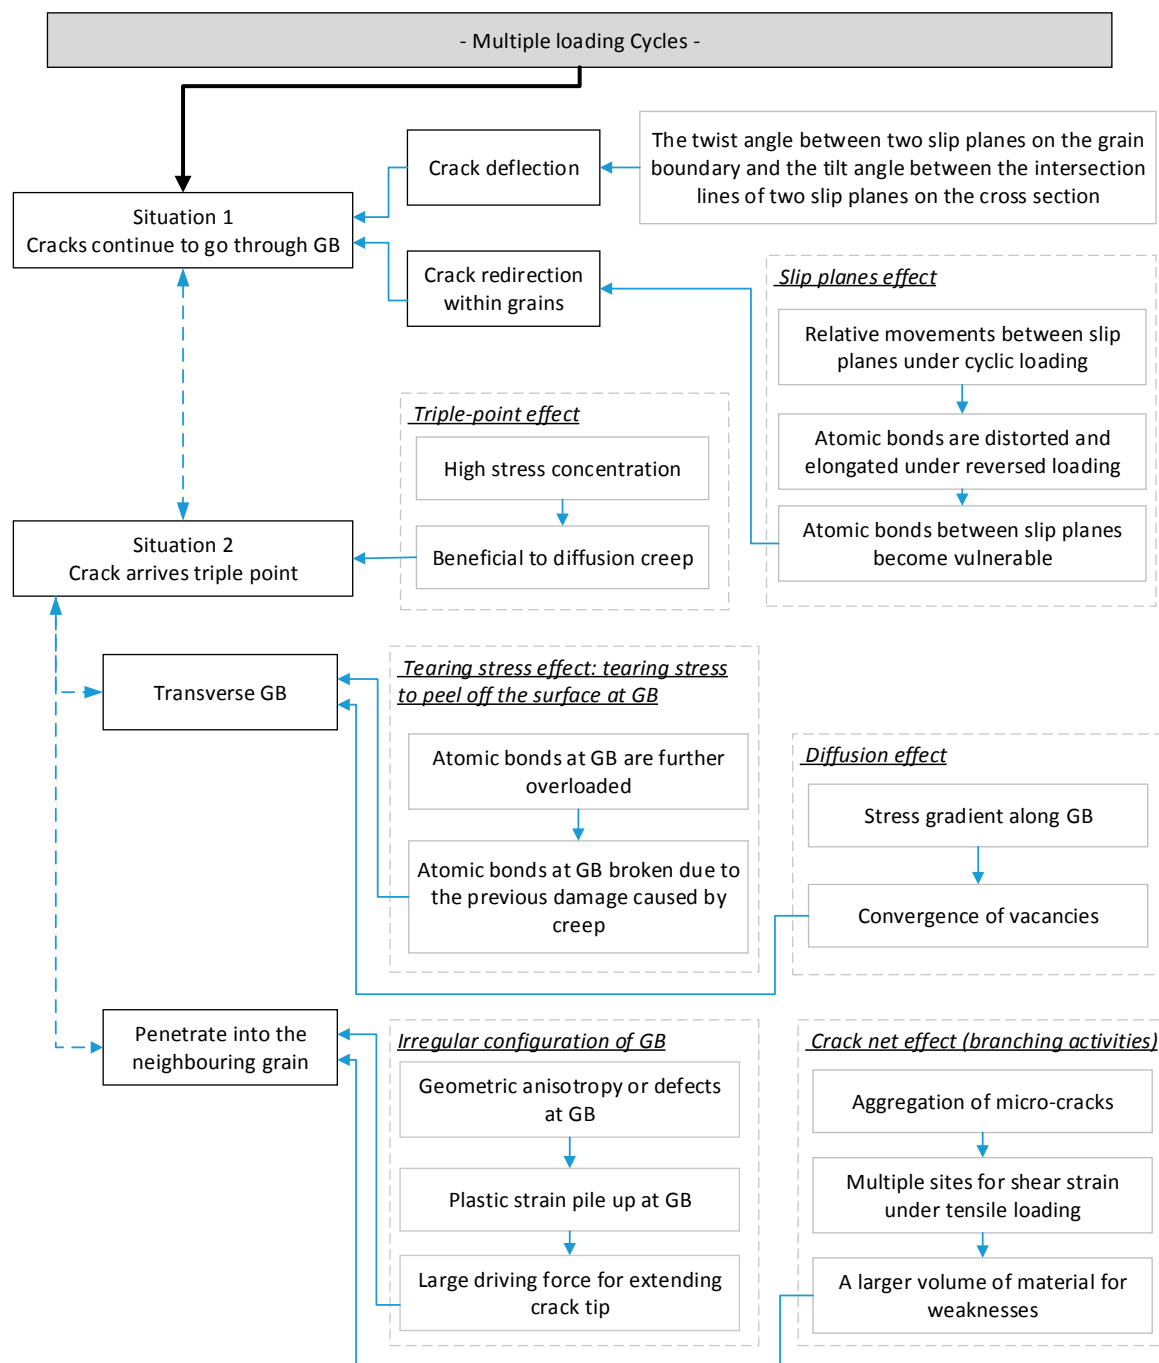 - Multiple loading Cycles -
Crack deflection
The twist angle between two slip planes on the grain
boundary and the tilt angle between the intersection
lines of two slip planes on the cross section
Situation 1
Cracks continue to go through GB
Crack redirection
within grains
Slip planes effect
Relative movements between slip
planes under cyclic loading
Atomic bonds are distorted and
elongated under reversed loading
Atomic bonds between slip planes
become vulnerable
Triple-point effect
High stress concentration
Beneficial to diffusion creep
Situation 2
Crack arrives triple point
Transverse GB
Tearing stress effect: tearing stress
to peel off the surface at GB
Atomic bonds at GB are further
overloaded
Atomic bonds at GB broken due to
the previous damage caused by
creep
Diffusion effect
Stress gradient along GB
Convergence of vacancies
Penetrate into the
neighbouring grain
Irregular configuration of GB
Geometric anisotropy or defects
at GB
Plastic strain pile up at GB
Large driving force for extending
crack tip
Crack net effect (branching activities)
Aggregation of micro-cracks
Multiple sites for shear strain
under tensile loading
A larger volume of material for
weaknesses